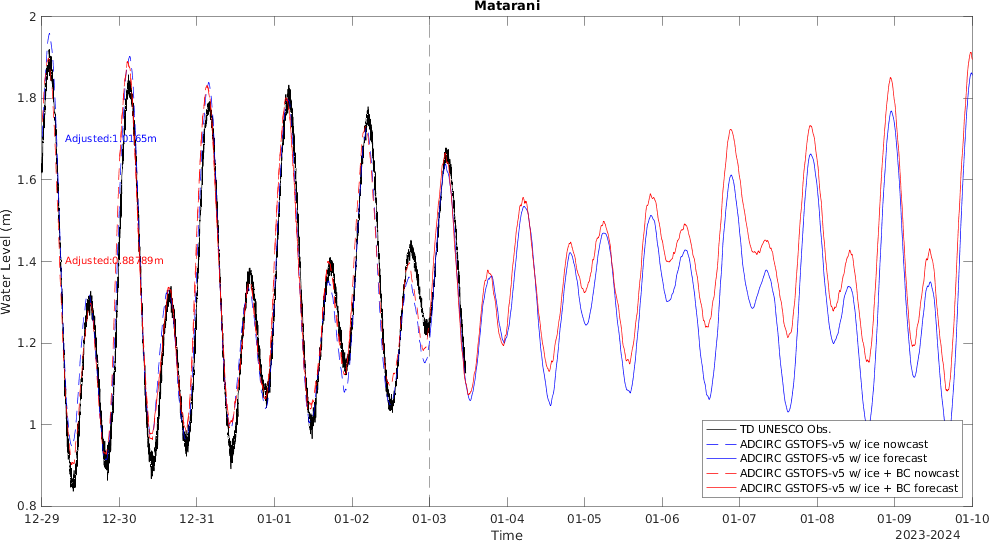 Matarani
2
1.8
1.6
1.4
1.2
1
0.8
Water Level (m)
Adjusted:1.0165m
Adjusted:0.88789m
TD UNESCO Obs.
ADCIRC GSTOFS-v5 w/ ice nowcast
ADCIRC GSTOFS-v5 w/ ice forecast
ADCIRC GSTOFS-v5 w/ ice + BC nowcast
ADCIRC GSTOFS-v5 w/ ice + BC forecast
12-29 12-30 12-31 01-01 01-02 01-03 01-04 01-05 01-06 01-07 01-08 01-09 01-10
Time
2023-2024